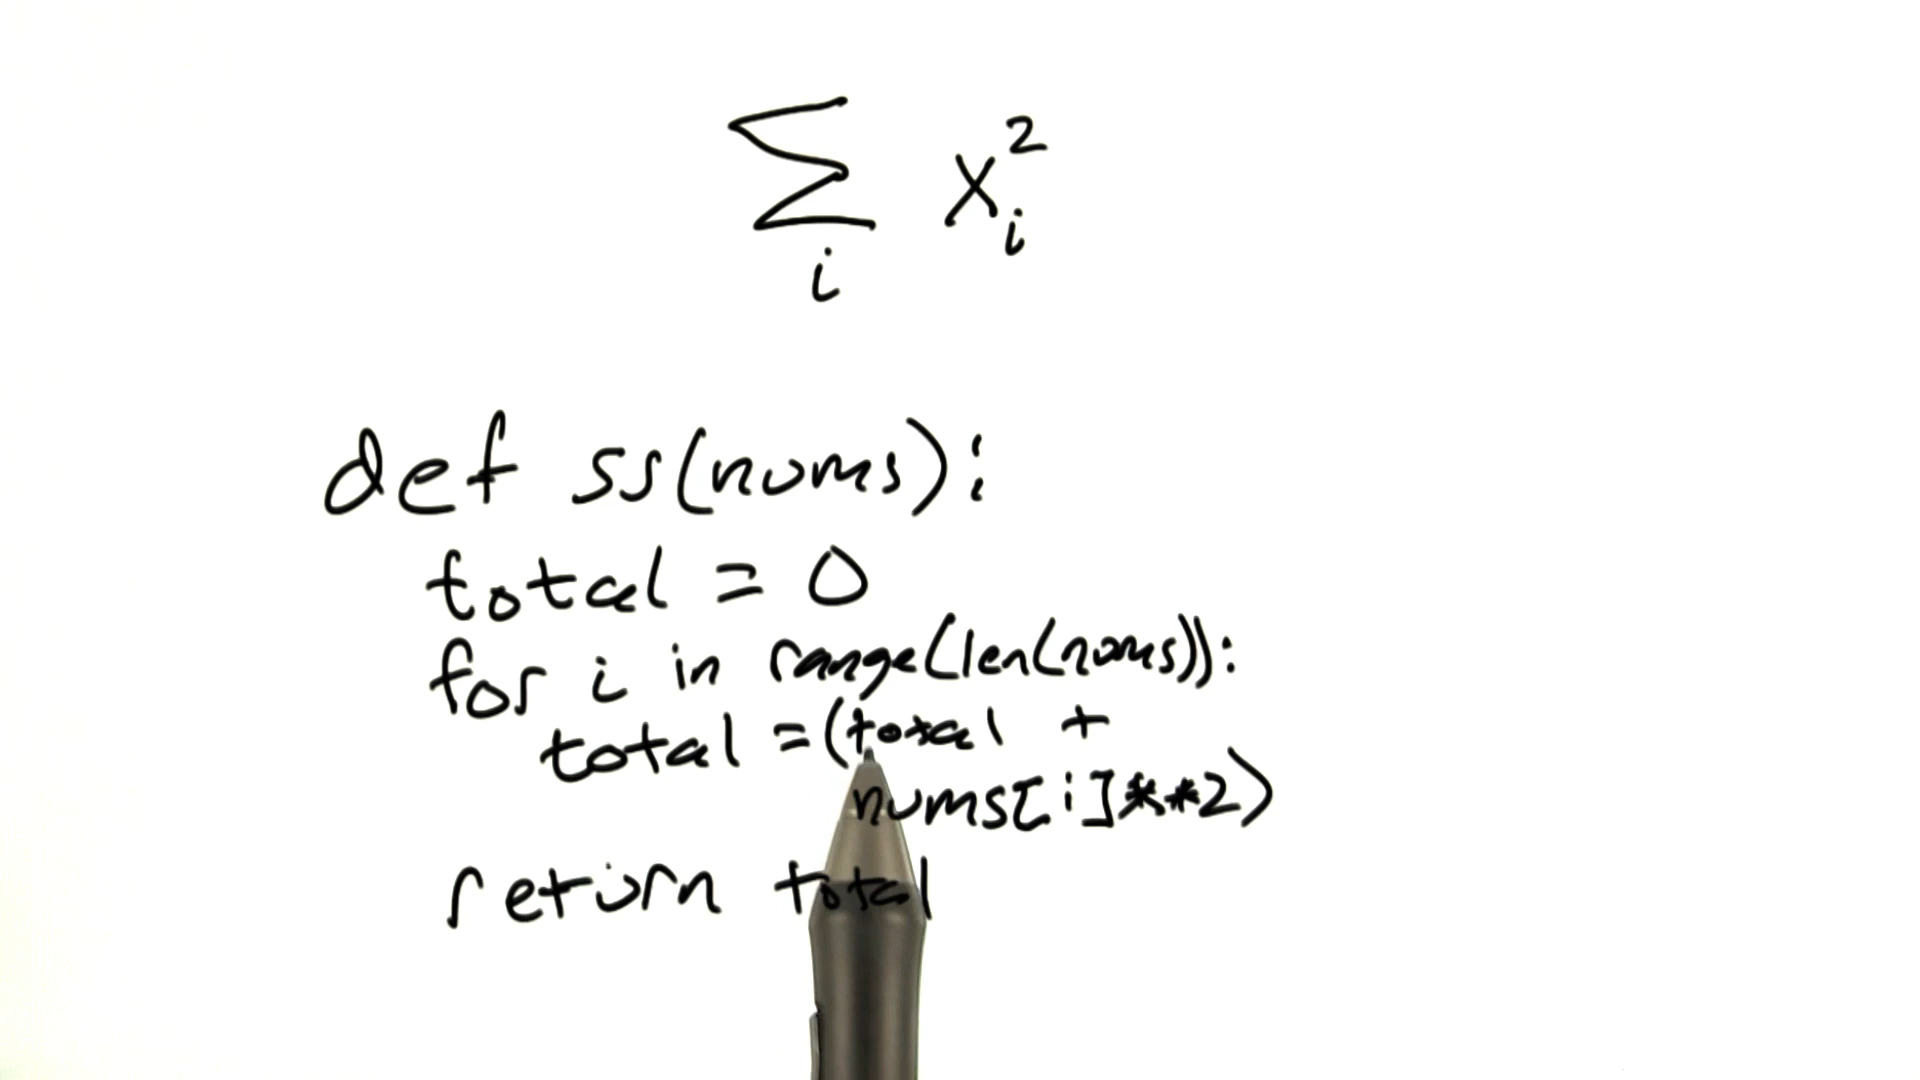 ∑ x_i^2
i
def ss(nums):
total = 0
for i in range(len(nums)):
total = (total +
nums[i]**2)
return total